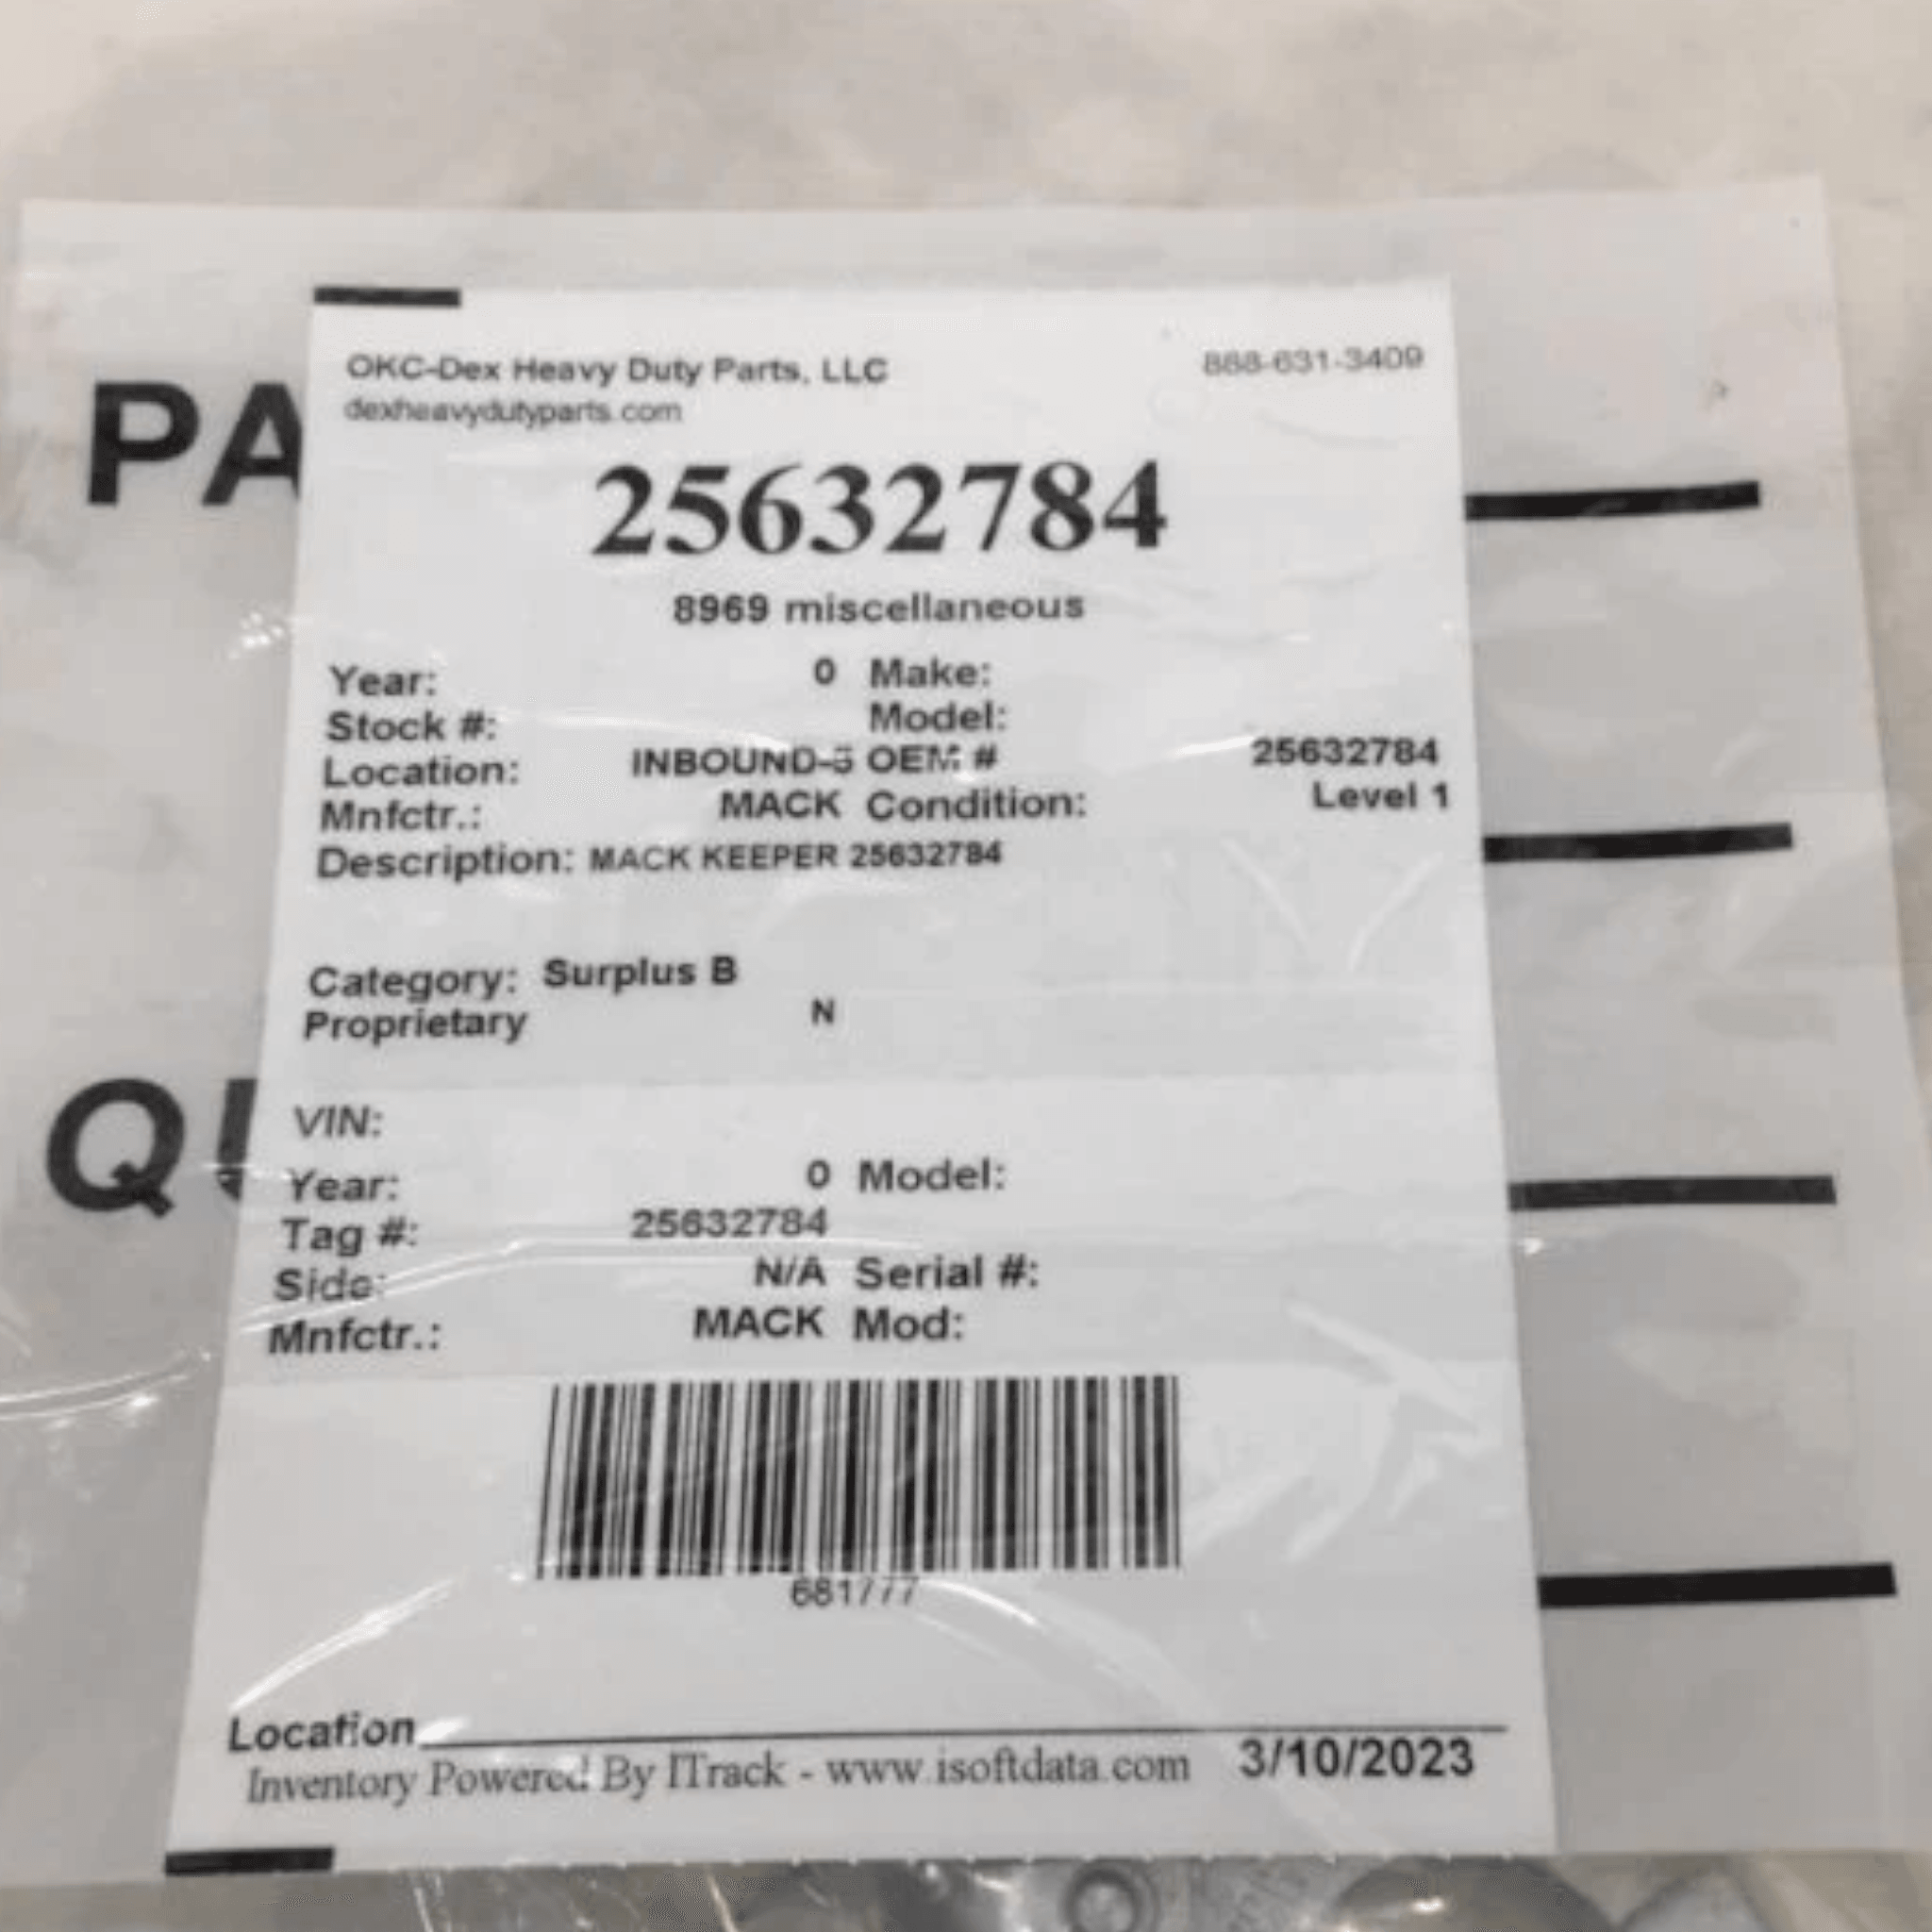 OKC-Dex Heavy Duty Parts, LLC 888-631-3409
dexheavydutyparts.com
PA
25632784
8969 miscellaneous
Year: 0 Make:
Stock #: Model:
Location: INBOUND-S OEM # 25632784
Mnfctr.: MACK Condition: Level 1
Description: MACK KEEPER 25632784
Category: Surplus B
Proprietary N
QU
VIN:
Year: 0 Model:
Tag #: 25632784
Side: N/A Serial #:
Mnfctr.: MACK Mod:
681777
Location
Inventory Powered By ITrack - www.isoftdata.com 3/10/2023